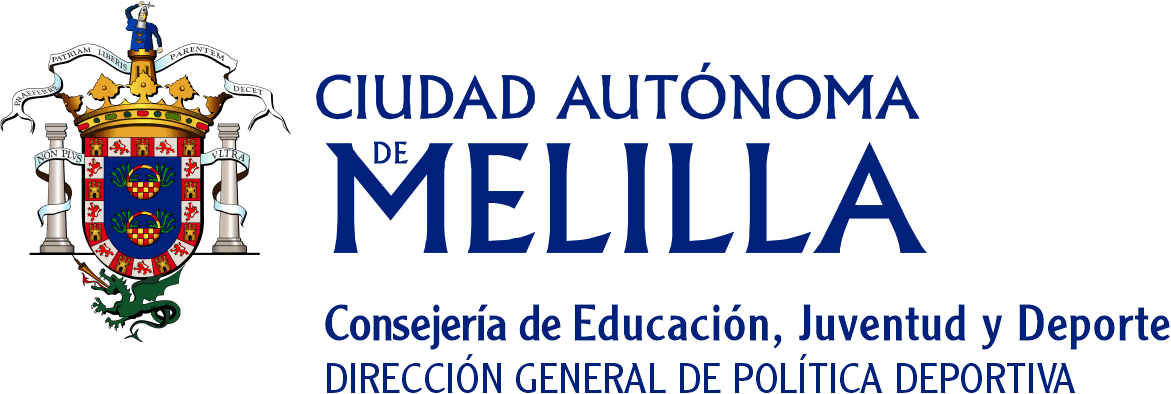 PRAEFERRE PATRIAM LIBERIS PARENTEM DECET
NON PLVS VLTRA
CIUDAD AUTÓNOMA
DE
MELILLA
Consejería de Educación, Juventud y Deporte
DIRECCIÓN GENERAL DE POLÍTICA DEPORTIVA